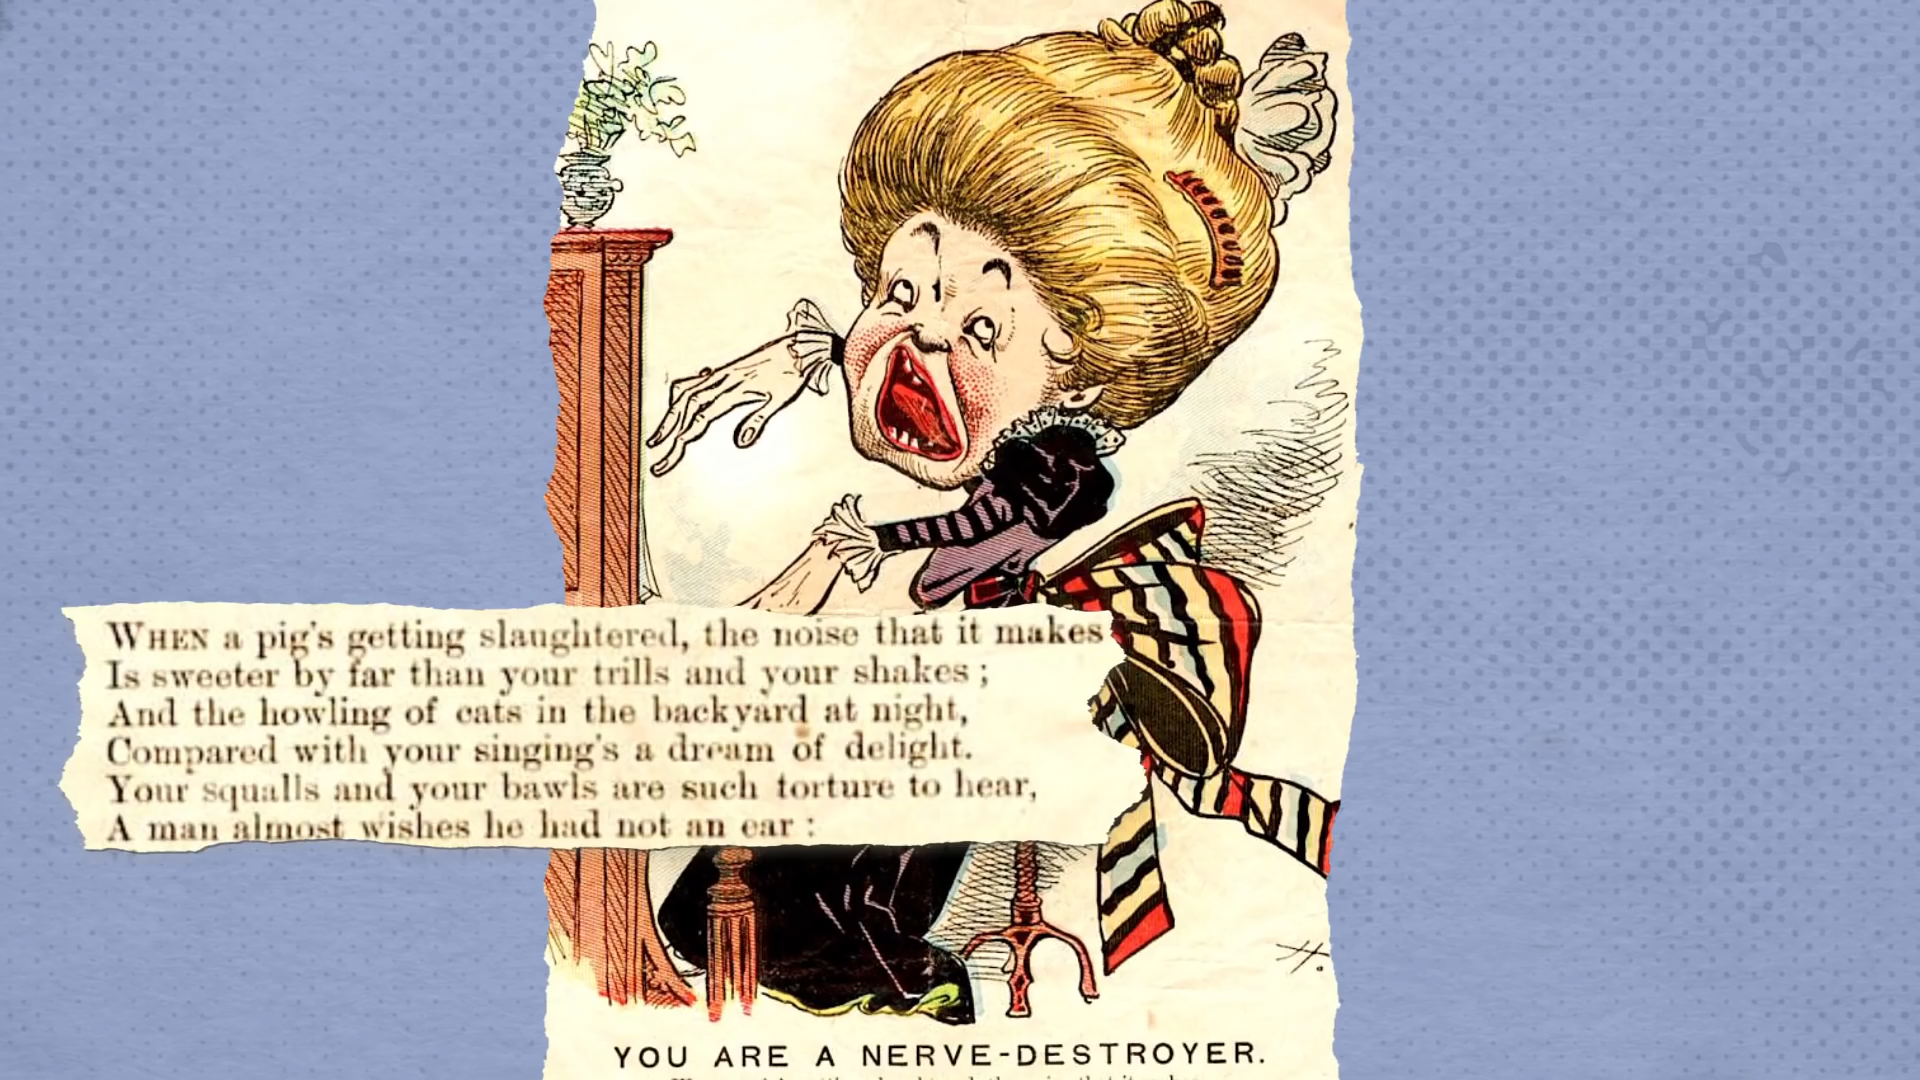 WHEN a pig's getting slaughtered, the noise that it makes
Is sweeter by far than your trills and your shakes ;
And the howling of cats in the backyard at night,
Compared with your singing's a dream of delight.
Your squalls and your bawls are such torture to hear,
A man almost wishes he had not an ear :
H.
YOU ARE A NERVE-DESTROYER.